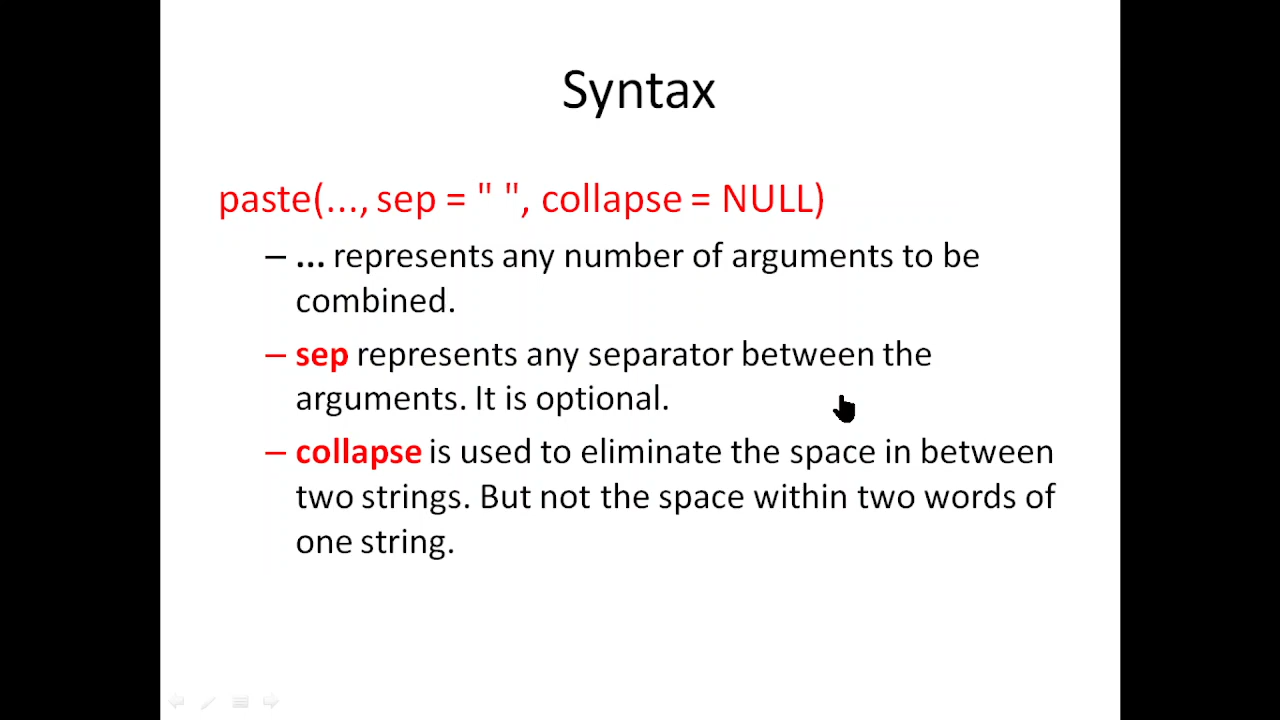 Syntax
paste(..., sep = " ", collapse = NULL)
– ... represents any number of arguments to be
combined.
– sep represents any separator between the
arguments. It is optional.
– collapse is used to eliminate the space in between
two strings. But not the space within two words of
one string.